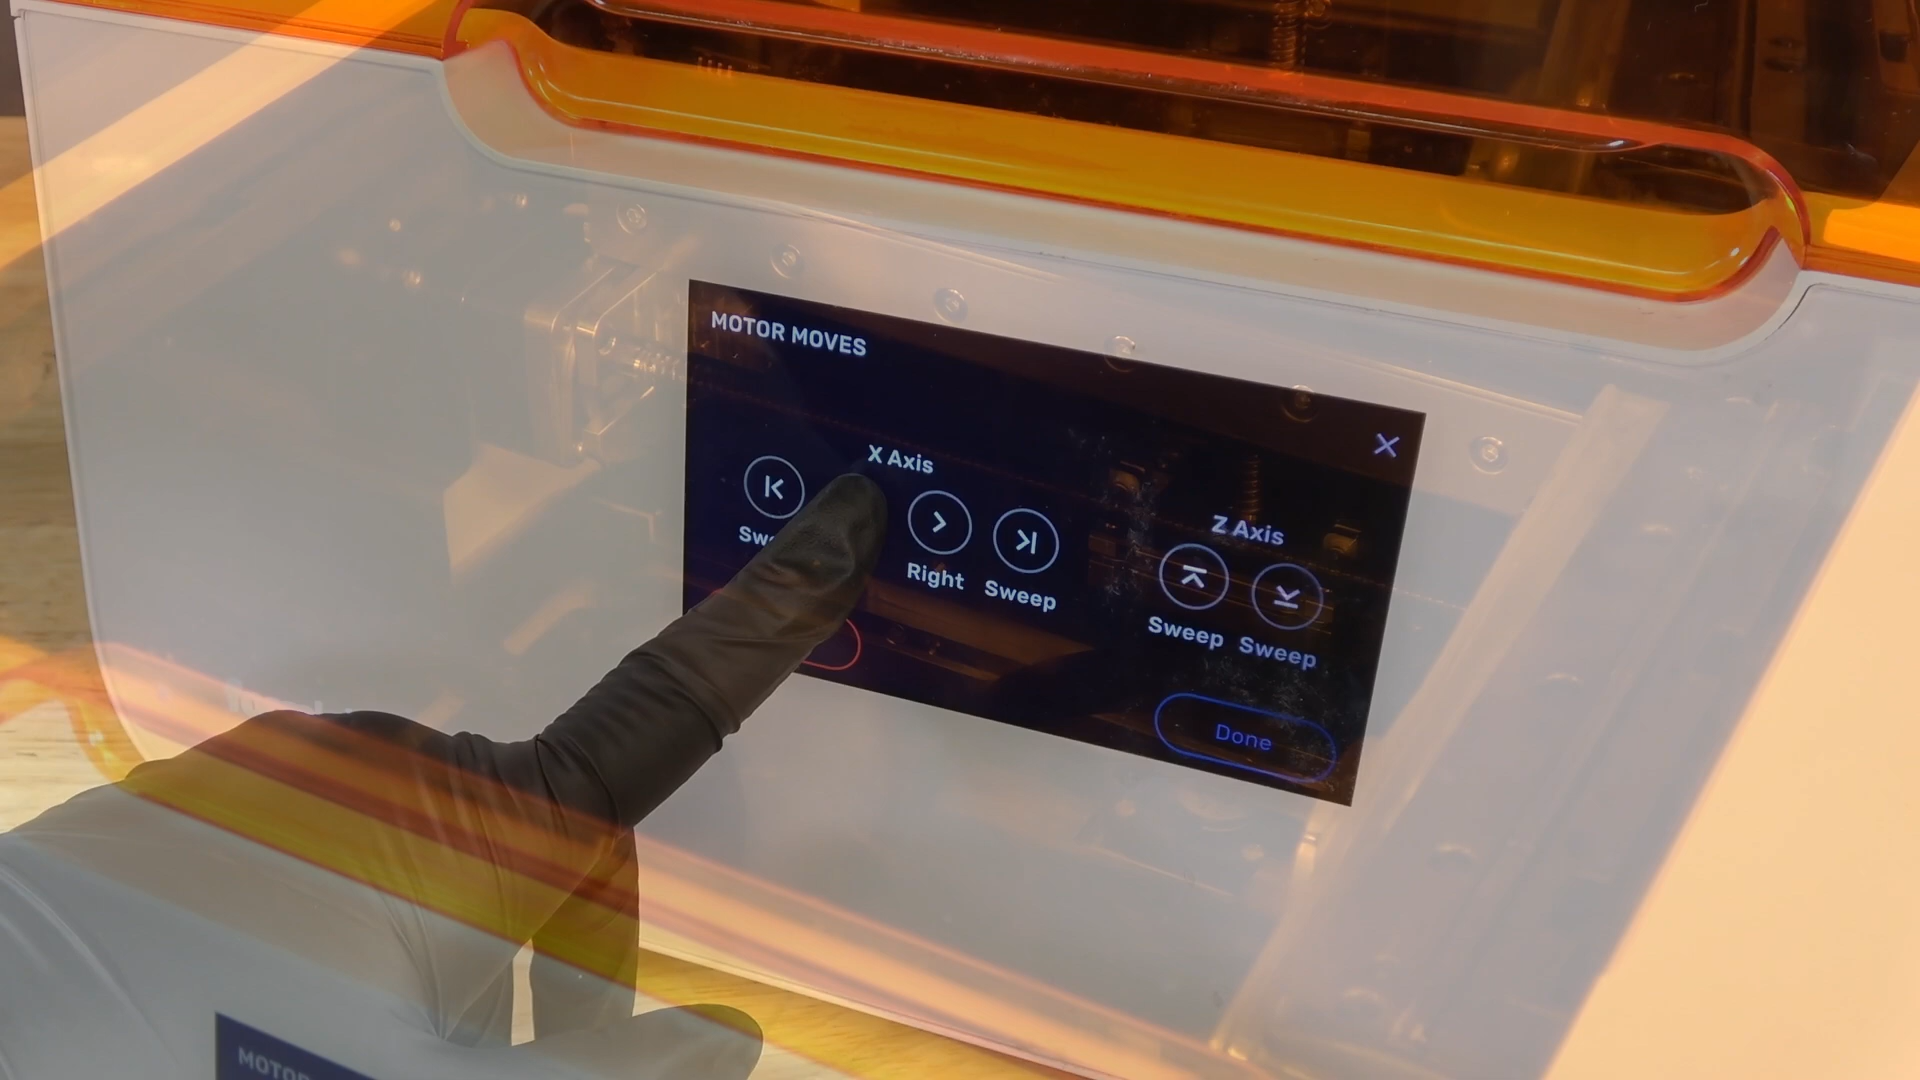 MOTOR MOVES
X Axis
Right
Sweep
Z Axis
Sweep
Sweep
Done